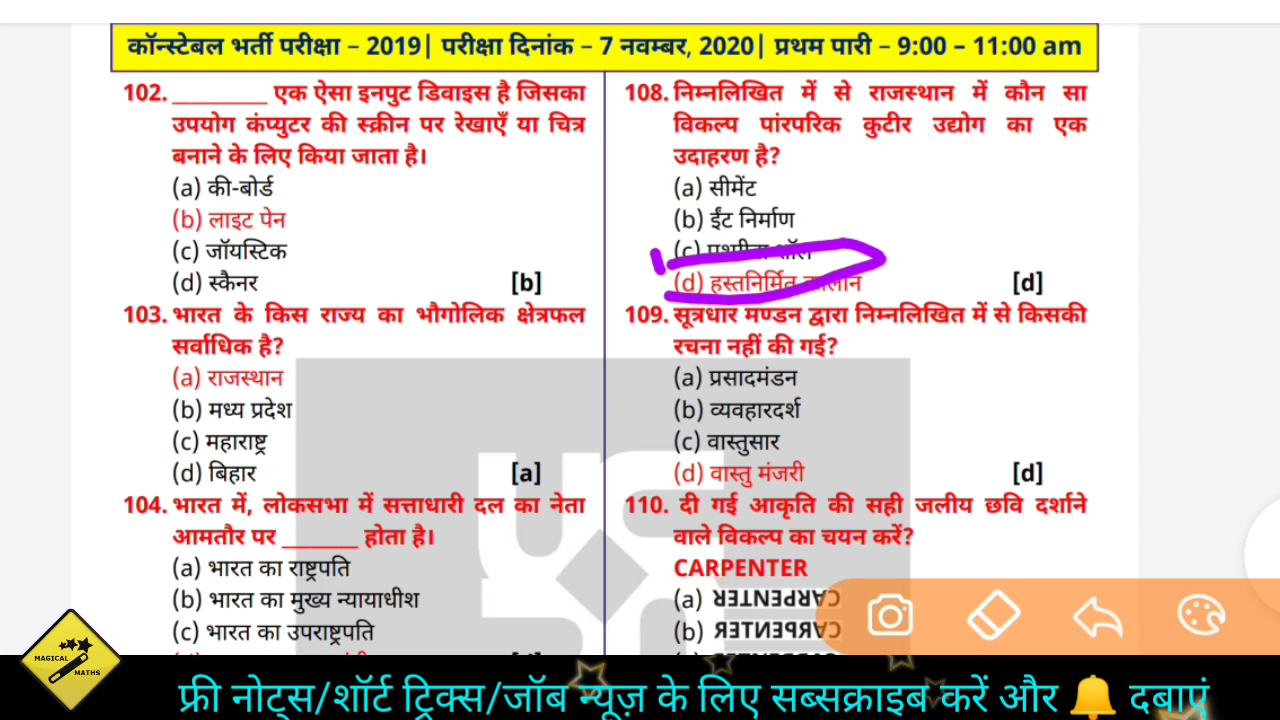 कॉन्स्टेबल भर्ती परीक्षा – 2019| परीक्षा दिनांक – 7 नवम्बर, 2020| प्रथम पारी – 9:00 – 11:00 am
102. ________ एक ऐसा इनपुट डिवाइस है जिसका
उपयोग कंप्युटर की स्क्रीन पर रेखाएँ या चित्र
बनाने के लिए किया जाता है।
(a) की-बोर्ड
(b) लाइट पेन
(c) जॉयस्टिक
(d) स्कैनर [b]
103. भारत के किस राज्य का भौगोलिक क्षेत्रफल
सर्वाधिक है?
(a) राजस्थान
(b) मध्य प्रदेश
(c) महाराष्ट्र
(d) बिहार [a]
104. भारत में, लोकसभा में सत्ताधारी दल का नेता
आमतौर पर ______ होता है।
(a) भारत का राष्ट्रपति
(b) भारत का मुख्य न्यायाधीश
(c) भारत का उपराष्ट्रपति
108. निम्नलिखित में से राजस्थान में कौन सा
विकल्प पांरपरिक कुटीर उद्योग का एक
उदाहरण है?
(a) सीमेंट
(b) ईंट निर्माण
(c) शॉल
(d) हस्तनिर्मित कालीन [d]
109. सूत्रधार मण्डन द्वारा निम्नलिखित में से किसकी
रचना नहीं की गई?
(a) प्रसादमंडन
(b) व्यवहारदर्श
(c) वास्तुसार
(d) वास्तु मंजरी [d]
110. दी गई आकृति की सही जलीय छवि दर्शाने
वाले विकल्प का चयन करें?
CARPENTER
(a) CARPENTER
(b) CARPENTER
MAGICAL
MATHS
फ्री नोट्स/शॉर्ट ट्रिक्स/जॉब न्यूज़ के लिए सब्सक्राइब करें और 🔔 दबाएं